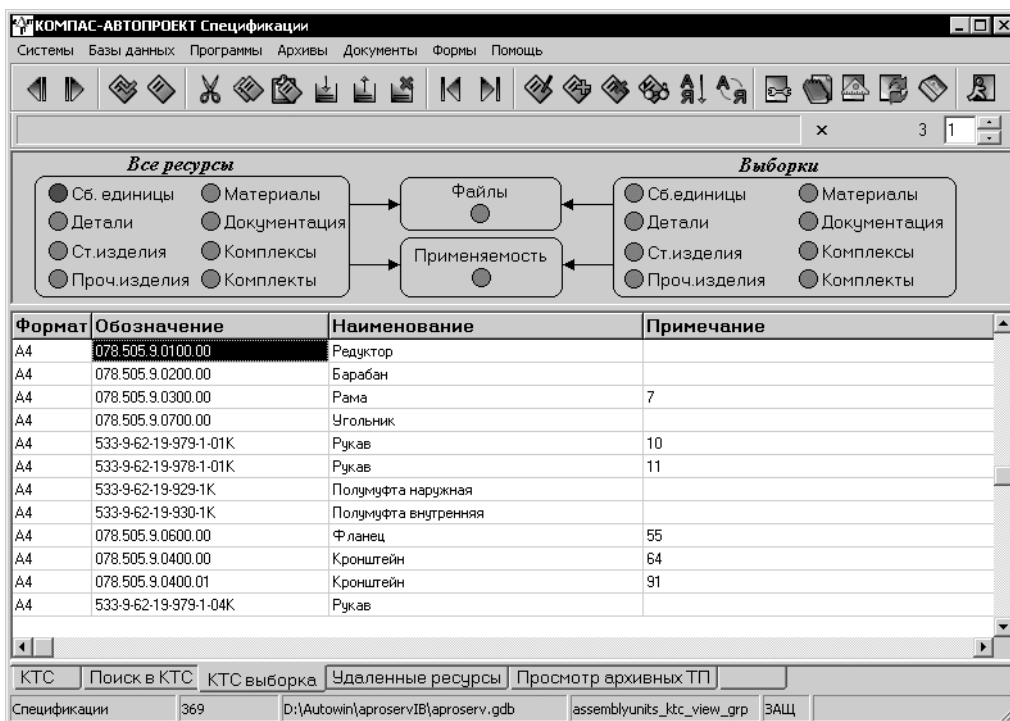 КОМПАС-АВТОПРОЕКТ Спецификации
Системы Базы данных Программы Архивы Документы Формы Помощь
× 3 1
Все ресурсы Выборки
Сб. единицы Материалы Файлы Сб.единицы Материалы
Детали Документация Детали Документация
Ст.изделия Комплексы Применяемость Ст.изделия Комплексы
Проч.изделия Комплекты Проч.изделия Комплекты
Формат Обозначение Наименование Примечание
А4 078.505.9.0100.00 Редуктор
А4 078.505.9.0200.00 Барабан
А4 078.505.9.0300.00 Рама 7
А4 078.505.9.0700.00 Угольник
А4 533-9-62-19-979-1-01К Рукав 10
А4 533-9-62-19-978-1-01К Рукав 11
А4 533-9-62-19-929-1К Полумуфта наружная
А4 533-9-62-19-930-1К Полумуфта внутренняя
А4 078.505.9.0600.00 Фланец 55
А4 078.505.9.0400.00 Кронштейн 64
А4 078.505.9.0400.01 Кронштейн 91
А4 533-9-62-19-979-1-04К Рукав
КТС Поиск в КТС КТС выборка Удаленные ресурсы Просмотр архивных ТП
Спецификации 369 D:\Autowin\aproservIB\aproserv.gdb assemblyunits_ktc_view_grp ЗАЩ